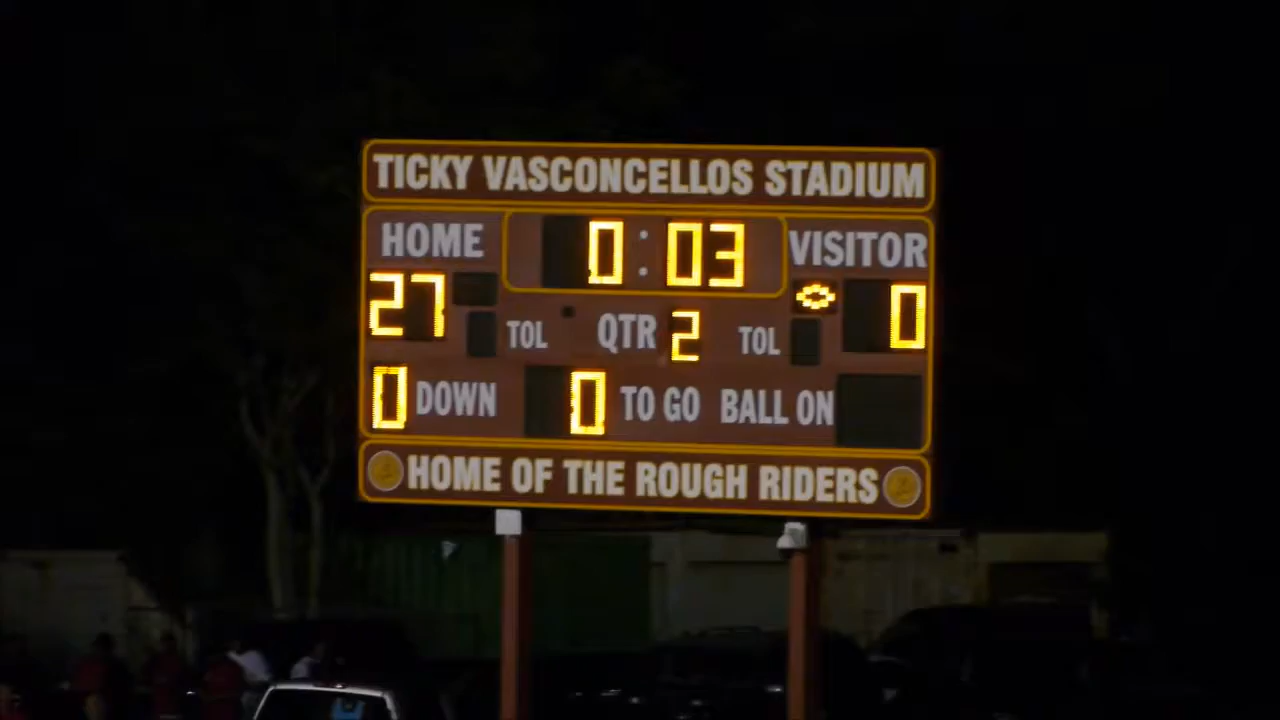 TICKY VASCONCELLOS STADIUM
HOME 0:03 VISITOR
27 0
TOL QTR 2 TOL
0 DOWN 0 TO GO BALL ON
HOME OF THE ROUGH RIDERS